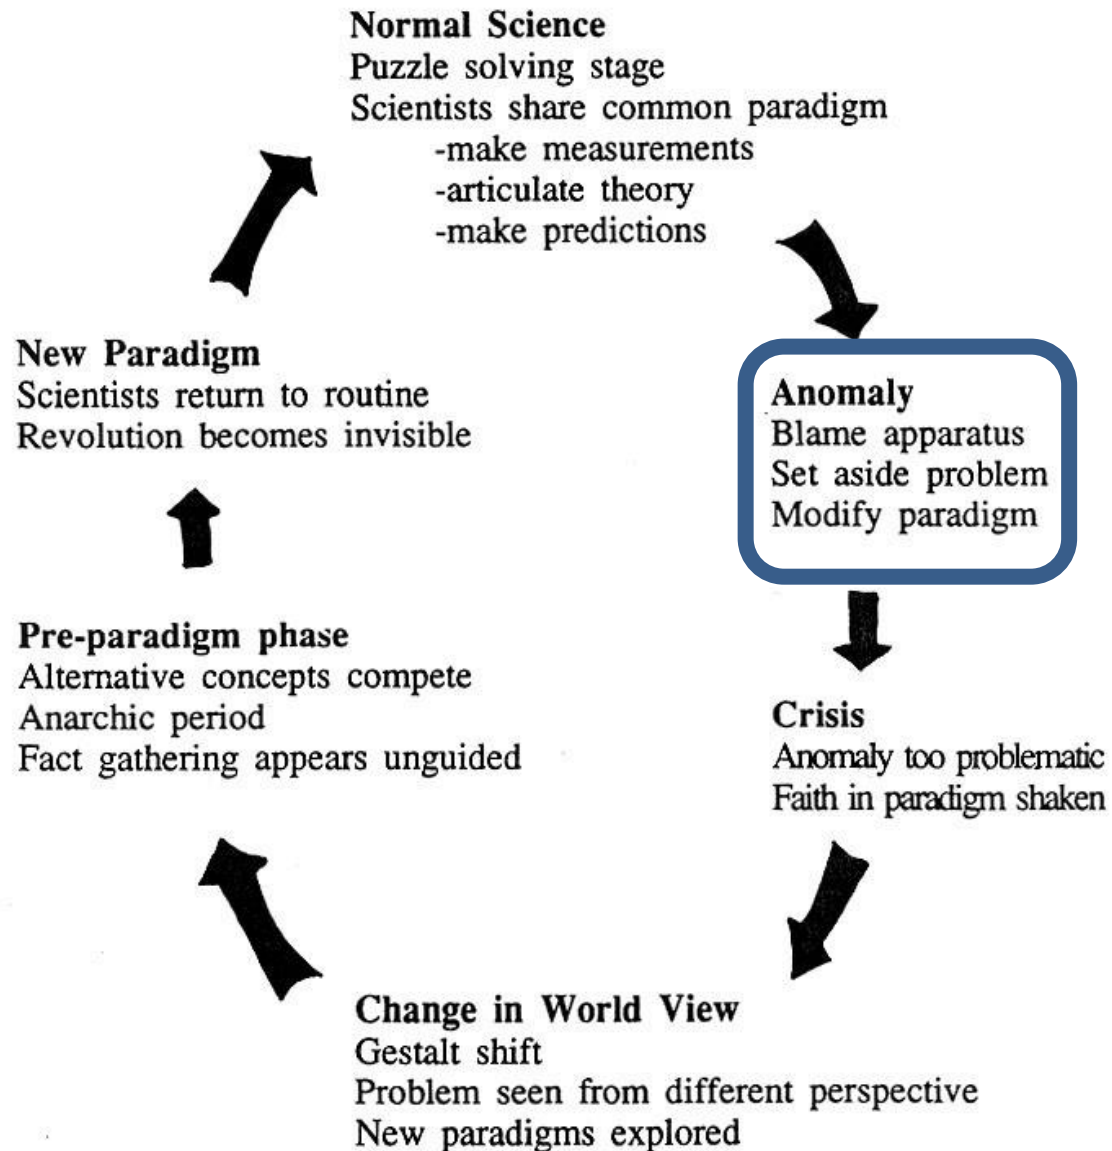 Normal Science
Puzzle solving stage
Scientists share common paradigm
-make measurements
-articulate theory
-make predictions
Anomaly
Blame apparatus
Set aside problem
Modify paradigm
Crisis
Anomaly too problematic
Faith in paradigm shaken
Change in World View
Gestalt shift
Problem seen from different perspective
New paradigms explored
Pre-paradigm phase
Alternative concepts compete
Anarchic period
Fact gathering appears unguided
New Paradigm
Scientists return to routine
Revolution becomes invisible